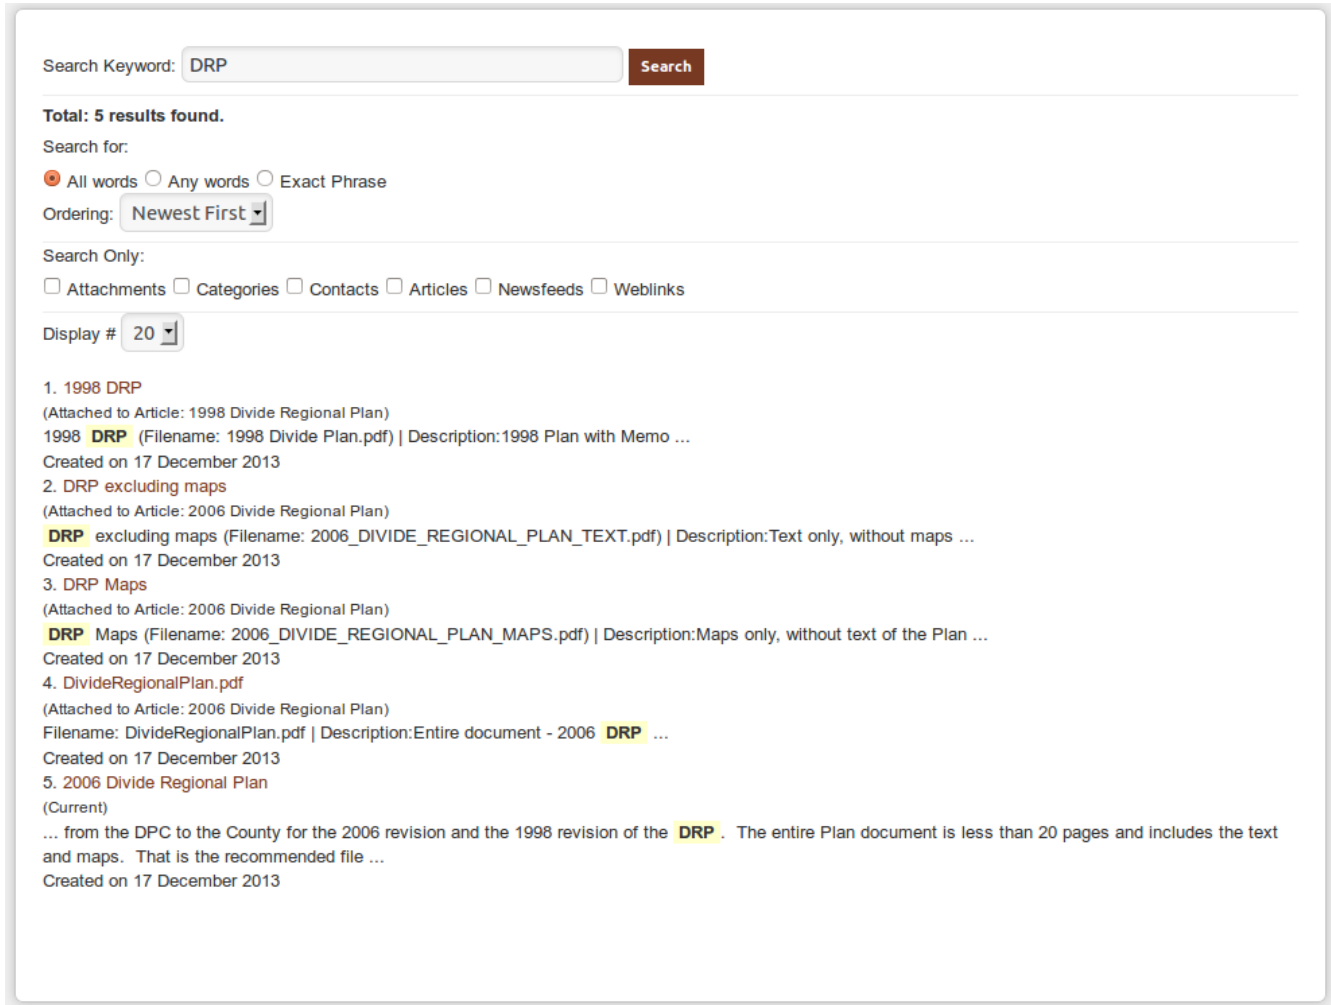 Search Keyword: DRP Search
Total: 5 results found.
Search for:
All words Any words Exact Phrase
Ordering: Newest First
Search Only:
Attachments Categories Contacts Articles Newsfeeds Weblinks
Display # 20
1. 1998 DRP
(Attached to Article: 1998 Divide Regional Plan)
1998 DRP (Filename: 1998 Divide Plan.pdf) | Description:1998 Plan with Memo ...
Created on 17 December 2013
2. DRP excluding maps
(Attached to Article: 2006 Divide Regional Plan)
DRP excluding maps (Filename: 2006_DIVIDE_REGIONAL_PLAN_TEXT.pdf) | Description:Text only, without maps ...
Created on 17 December 2013
3. DRP Maps
(Attached to Article: 2006 Divide Regional Plan)
DRP Maps (Filename: 2006_DIVIDE_REGIONAL_PLAN_MAPS.pdf) | Description:Maps only, without text of the Plan ...
Created on 17 December 2013
4. DivideRegionalPlan.pdf
(Attached to Article: 2006 Divide Regional Plan)
Filename: DivideRegionalPlan.pdf | Description:Entire document - 2006 DRP ...
Created on 17 December 2013
5. 2006 Divide Regional Plan
(Current)
... from the DPC to the County for the 2006 revision and the 1998 revision of the DRP. The entire Plan document is less than 20 pages and includes the text
and maps. That is the recommended file ...
Created on 17 December 2013